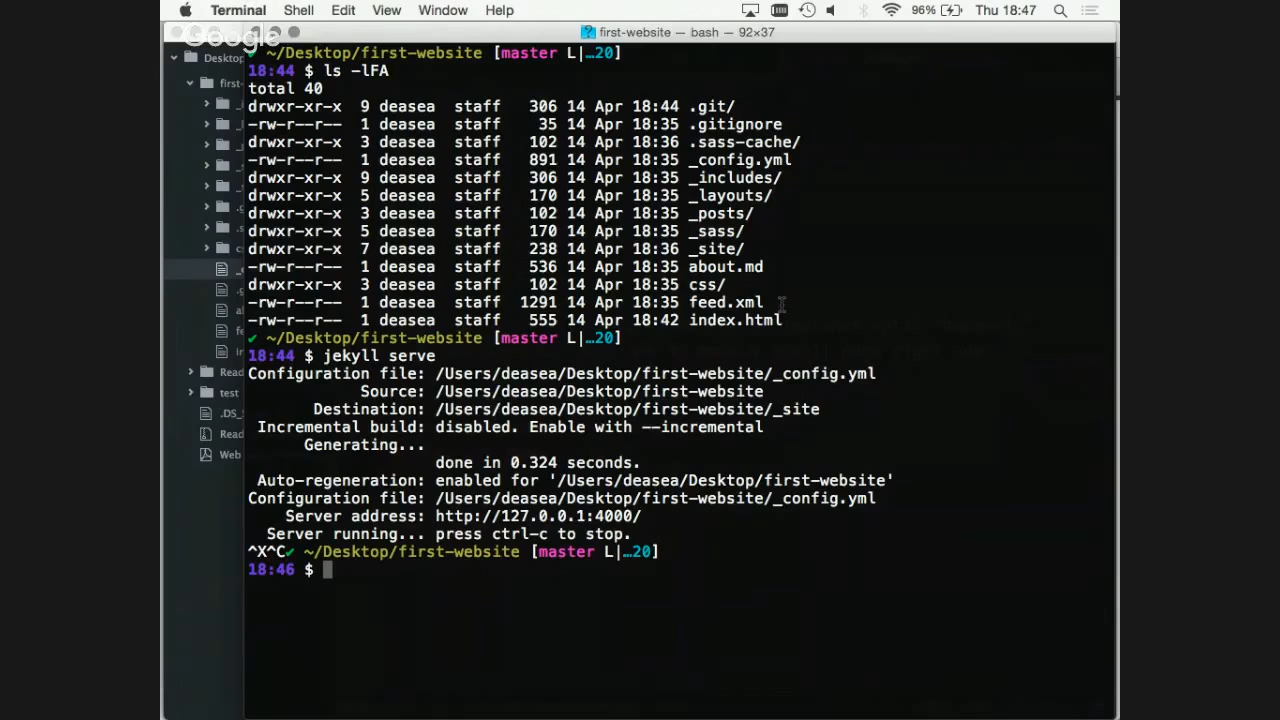 Terminal Shell Edit View Window Help 96% Thu 18:47
Google
first-website — bash — 92×37
Desktop
first-
Read
test
.DS_
Read
Web
✔ ~/Desktop/first-website [master L|…20]
18:44 $ ls -lFA
total 40
drwxr-xr-x 9 deasea staff 306 14 Apr 18:44 .git/
-rw-r--r-- 1 deasea staff 35 14 Apr 18:35 .gitignore
drwxr-xr-x 3 deasea staff 102 14 Apr 18:36 .sass-cache/
-rw-r--r-- 1 deasea staff 891 14 Apr 18:35 _config.yml
drwxr-xr-x 9 deasea staff 306 14 Apr 18:35 _includes/
drwxr-xr-x 5 deasea staff 170 14 Apr 18:35 _layouts/
drwxr-xr-x 3 deasea staff 102 14 Apr 18:35 _posts/
drwxr-xr-x 5 deasea staff 170 14 Apr 18:35 _sass/
drwxr-xr-x 7 deasea staff 238 14 Apr 18:36 _site/
-rw-r--r-- 1 deasea staff 536 14 Apr 18:35 about.md
drwxr-xr-x 3 deasea staff 102 14 Apr 18:35 css/
-rw-r--r-- 1 deasea staff 1291 14 Apr 18:35 feed.xml
-rw-r--r-- 1 deasea staff 555 14 Apr 18:42 index.html
✔ ~/Desktop/first-website [master L|…20]
18:44 $ jekyll serve
Configuration file: /Users/deasea/Desktop/first-website/_config.yml
Source: /Users/deasea/Desktop/first-website
Destination: /Users/deasea/Desktop/first-website/_site
Incremental build: disabled. Enable with --incremental
Generating...
done in 0.324 seconds.
Auto-regeneration: enabled for '/Users/deasea/Desktop/first-website'
Configuration file: /Users/deasea/Desktop/first-website/_config.yml
Server address: http://127.0.0.1:4000/
Server running... press ctrl-c to stop.
^X^C✔ ~/Desktop/first-website [master L|…20]
18:46 $